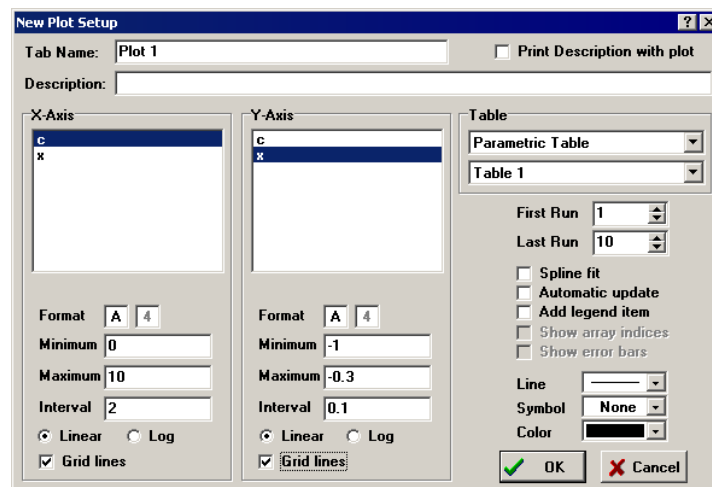 New Plot Setup
Tab Name: Plot 1
Print Description with plot
Description:
X-Axis
c
x
Format A 4
Minimum 0
Maximum 10
Interval 2
Linear Log
Grid lines
Y-Axis
c
x
Format A 4
Minimum -1
Maximum -0.3
Interval 0.1
Linear Log
Grid lines
Table
Parametric Table
Table 1
First Run 1
Last Run 10
Spline fit
Automatic update
Add legend item
Show array indices
Show error bars
Line
Symbol None
Color
OK Cancel